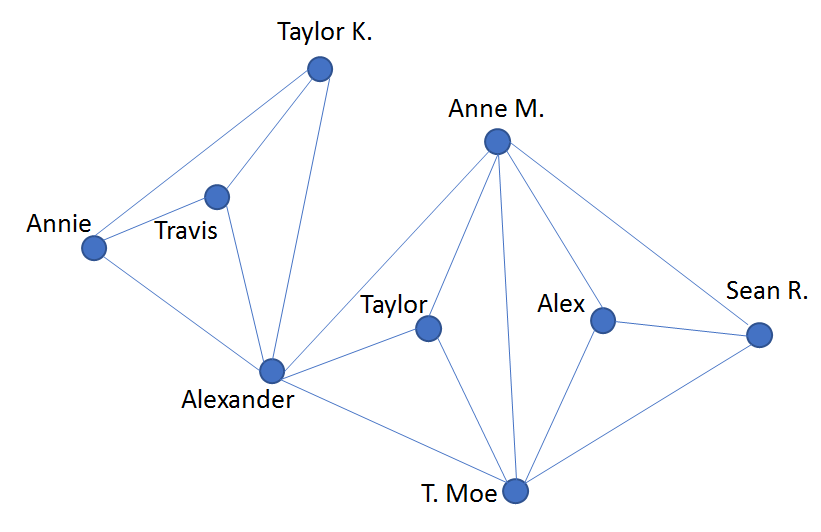 Taylor K.
Anne M.
Annie
Travis
Sean R.
Taylor
Alex
Alexander
T. Moe